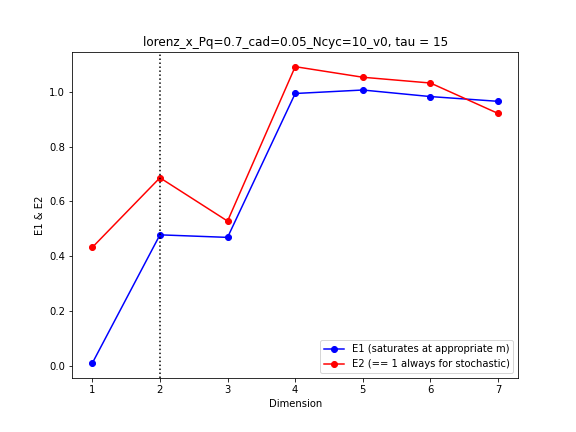 lorenz_x_Pq=0.7_cad=0.05_Ncyc=10_v0, tau = 15
1.0
0.8
0.6
0.4
0.2
0.0
E1 & E2
E1 (saturates at appropriate m)
E2 (== 1 always for stochastic)
1 2 3 4 5 6 7
Dimension